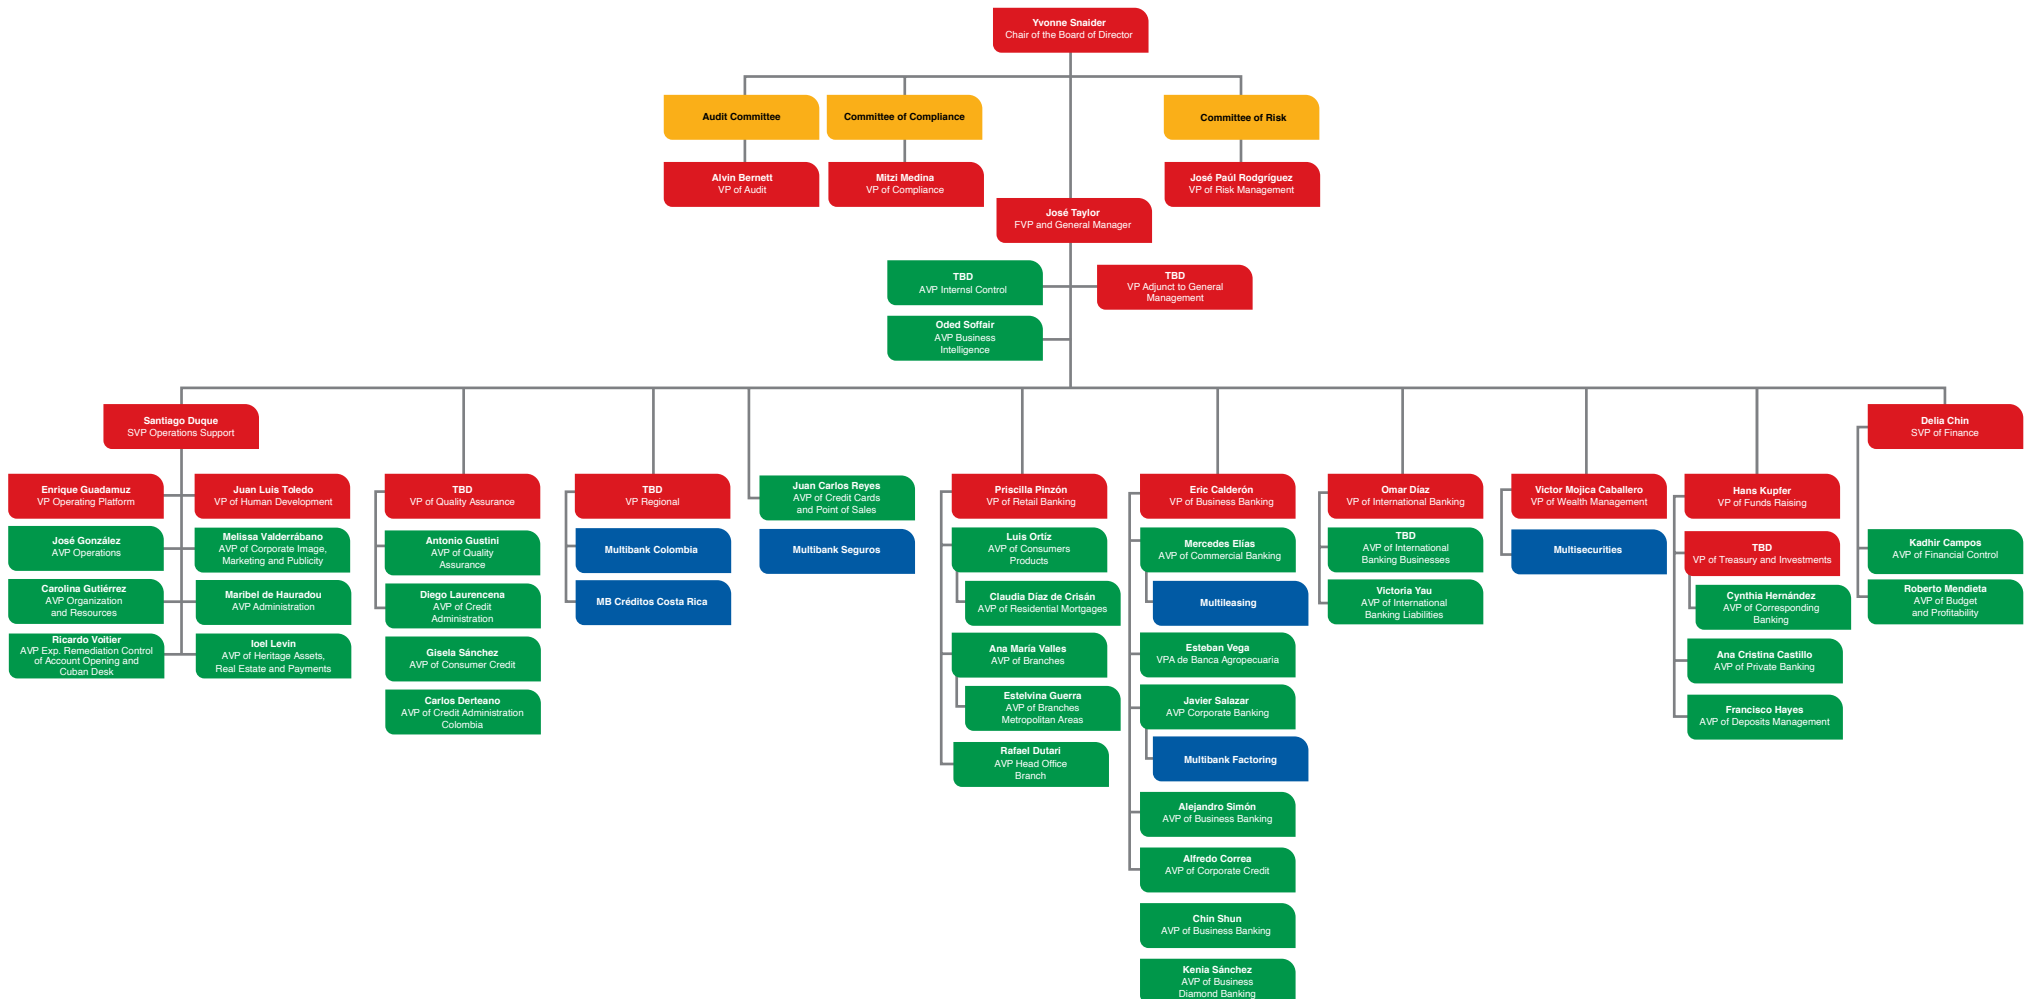 Yvonne Snaider
Chair of the Board of Director
Audit Committee
Committee of Compliance
Committee of Risk
Alvin Bernett
VP of Audit
Mitzi Medina
VP of Compliance
José Paúl Rodgríguez
VP of Risk Management
José Taylor
FVP and General Manager
TBD
AVP Internsl Control
TBD
VP Adjunct to General
Management
Oded Soffair
AVP Business
Intelligence
Santiago Duque
SVP Operations Support
Delia Chin
SVP of Finance
Enrique Guadamuz
VP Operating Platform
Juan Luis Toledo
VP of Human Development
José González
AVP Operations
Melissa Valderrábano
AVP of Corporate Image,
Marketing and Publicity
Carolina Gutiérrez
AVP Organization
and Resources
Maribel de Hauradou
AVP Administration
Ricardo Voitier
AVP Exp. Remediation Control
of Account Opening and
Cuban Desk
Ioel Levin
AVP of Heritage Assets,
Real Estate and Payments
TBD
VP of Quality Assurance
Antonio Gustini
AVP of Quality
Assurance
Diego Laurencena
AVP of Credit
Administration
Gisela Sánchez
AVP of Consumer Credit
Carlos Derteano
AVP of Credit Administration
Colombia
TBD
VP Regional
Multibank Colombia
MB Créditos Costa Rica
Juan Carlos Reyes
AVP of Credit Cards
and Point of Sales
Multibank Seguros
Priscilla Pinzón
VP of Retail Banking
Luis Ortíz
AVP of Consumers
Products
Claudia Díaz de Crisán
AVP of Residential Mortgages
Ana María Valles
AVP of Branches
Estelvina Guerra
AVP of Branches
Metropolitan Areas
Rafael Dutari
AVP Head Office
Branch
Eric Calderón
VP of Business Banking
Mercedes Elías
AVP of Commercial Banking
Multileasing
Esteban Vega
VPA de Banca Agropecuaria
Javier Salazar
AVP Corporate Banking
Multibank Factoring
Alejandro Simón
AVP of Business Banking
Alfredo Correa
AVP of Corporate Credit
Chin Shun
AVP of Business Banking
Kenia Sánchez
AVP of Business
Diamond Banking
Omar Díaz
VP of International Banking
TBD
AVP of International
Banking Businesses
Victoria Yau
AVP of International
Banking Liabilities
Victor Mojica Caballero
VP of Wealth Management
Multisecurities
Hans Kupfer
VP of Funds Raising
TBD
VP of Treasury and Investments
Cynthia Hernández
AVP of Corresponding
Banking
Ana Cristina Castillo
AVP of Private Banking
Francisco Hayes
AVP of Deposits Management
Kadhir Campos
AVP of Financial Control
Roberto Mendieta
AVP of Budget
and Profitability